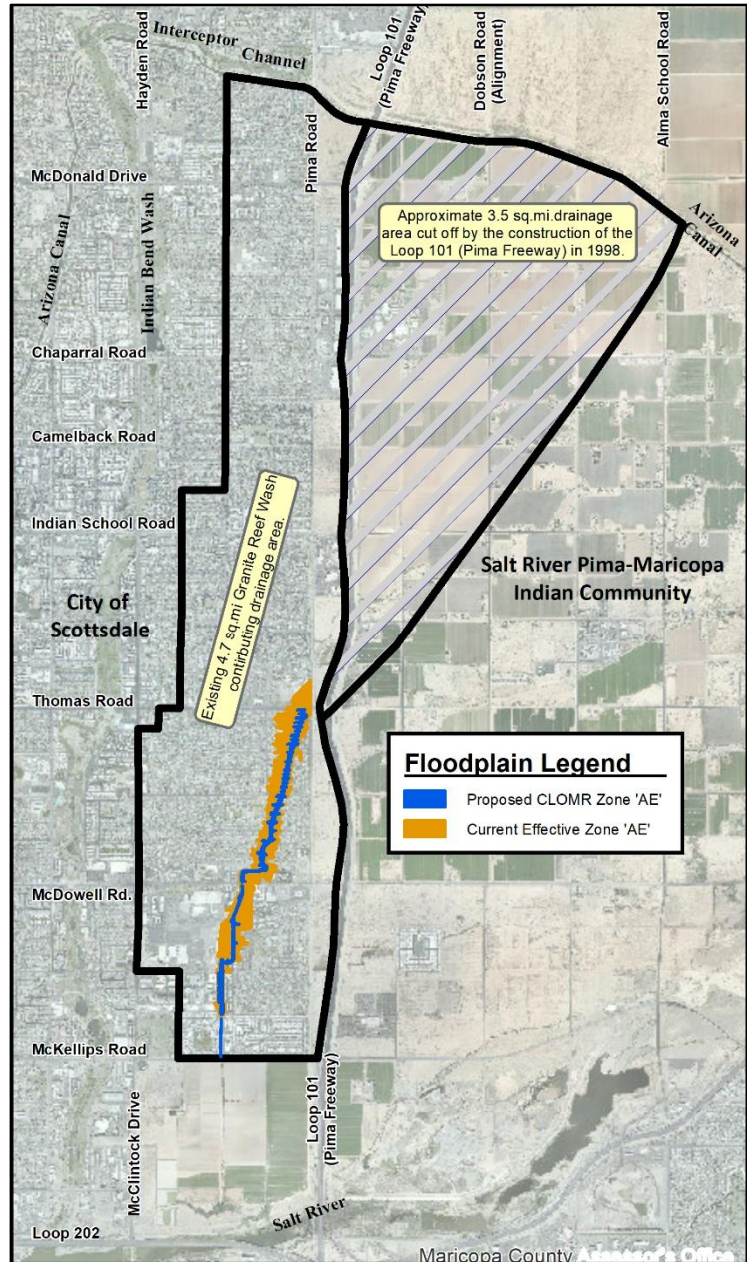 Interceptor
Channel
Hayden Road
Pima Road
Loop 101
(Pima Freeway)
Dobson Road
(Alignment)
Alma School Road
McDonald Drive
Arizona Canal
Indian Bend Wash
Approximate 3.5 sq.mi.drainage
area cut off by the construction of the
Loop 101 (Pima Freeway) in 1998.
Arizona
Canal
Chaparral Road
Camelback Road
Indian School Road
Existing 4.7 sq.mi Granite Reef Wash
contirbuting drainage area.
City of
Scottsdale
Salt River Pima-Maricopa
Indian Community
Thomas Road
Floodplain Legend
Proposed CLOMR Zone 'AE'
Current Effective Zone 'AE'
McDowell Rd.
McKellips Road
McClintock Drive
Loop 101
(Pima Freeway)
Salt River
Loop 202
Maricopa County Assessor's Office